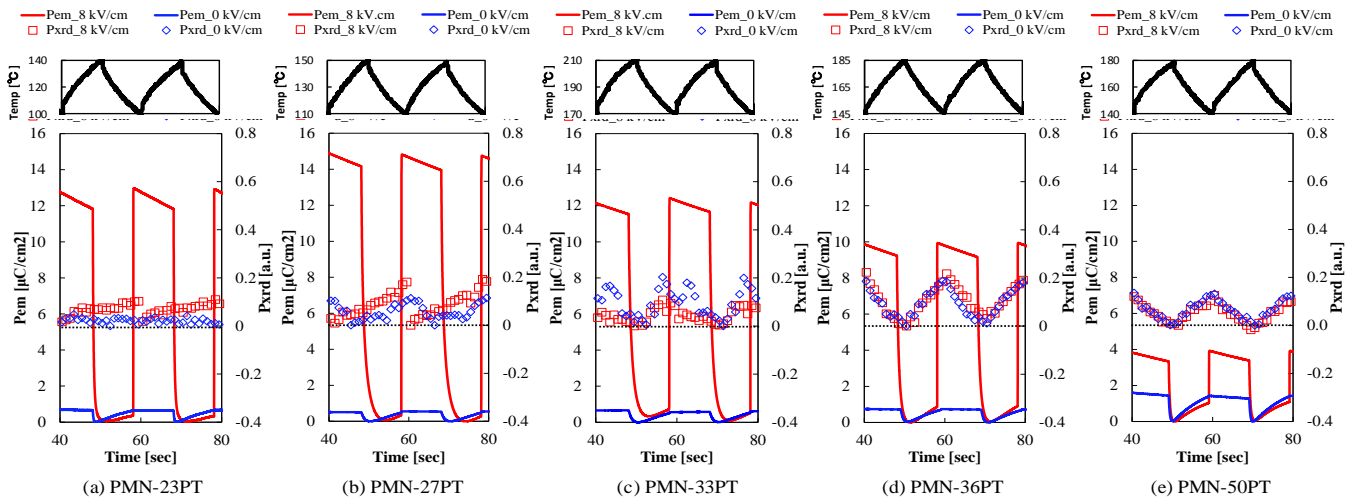 Pem_8 kV/cm Pem_0 kV/cm
Pxrd_8 kV/cm Pxrd_0 kV/cm
Pem_8 kV/cm Pem_0 kV/cm
Pxrd_8 kV/cm Pxrd_0 kV/cm
Pem_8 kV.cm Pem_0 kV/cm
Pxrd_8 kV/cm Pxrd_0 kV/cm
Pem_8 kV/cm Pem_0 kV/cm
Pxrd_8 kV/cm Pxrd_0 kV/cm
Pem_8 kV/cm Pem_0 kV/cm
Pxrd_8 kV/cm Pxrd_0 kV/cm
Temp [℃]
140
120
100
Temp [℃]
150
130
110
Temp [℃]
210
190
170
Temp [℃]
185
165
145
Temp [℃]
180
160
140
Pem [µC/cm2]
16
14
12
10
8
6
4
2
0
0.8
0.6
0.4
0.2
0
-0.2
-0.4
Pxrd [a.u.]
40 60 80
Time [sec]
(a) PMN-23PT
Pem [µC/cm2]
16
14
12
10
8
6
4
2
0
0.8
0.6
0.4
0.2
0
-0.2
-0.4
Pxrd [a.u.]
40 60 80
Time [sec]
(b) PMN-27PT
Pxrd_8 kV/cm Pxrd_0 kV/cm
Pem [µC/cm2]
16
14
12
10
8
6
4
2
0
0.8
0.6
0.4
0.2
0
-0.2
-0.4
Pxrd [a.u.]
40 60 80
Time [sec]
(c) PMN-33PT
Pem [µC/cm2]
16
14
12
10
8
6
4
2
0
0.8
0.6
0.4
0.2
0.0
-0.2
-0.4
Pxrd [a.u.]
40 60 80
Time [sec]
(d) PMN-36PT
Pem [µC/cm2]
16
14
12
10
8
6
4
2
0
0.8
0.6
0.4
0.2
0.0
-0.2
-0.4
Pxrd [a.u.]
40 60 80
Time [sec]
(e) PMN-50PT